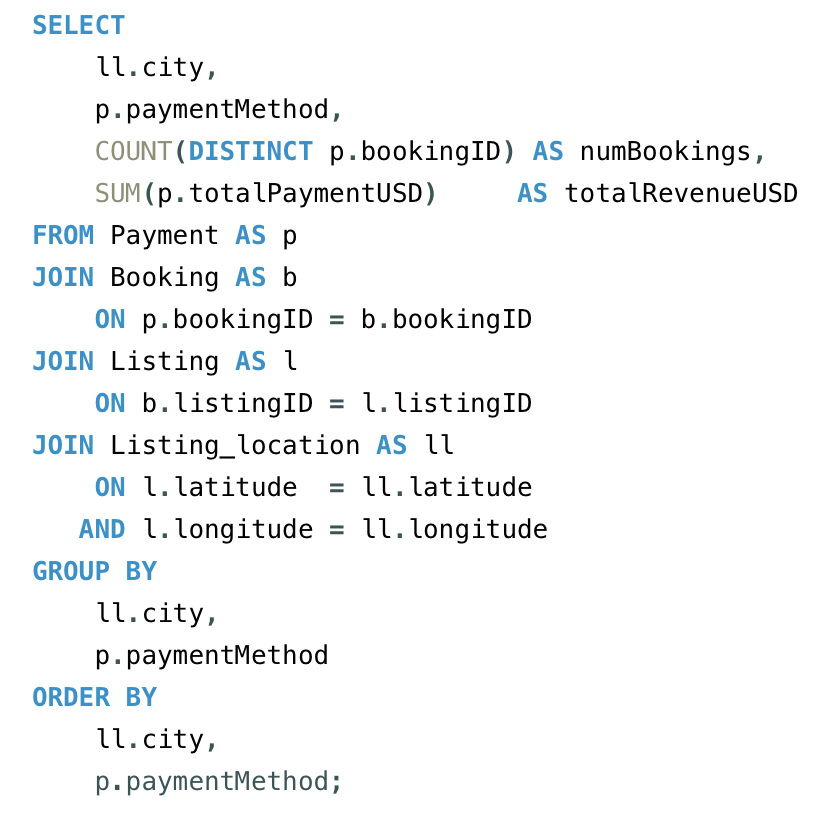 SELECT
    ll.city,
    p.paymentMethod,
    COUNT(DISTINCT p.bookingID) AS numBookings,
    SUM(p.totalPaymentUSD)     AS totalRevenueUSD
FROM Payment AS p
JOIN Booking AS b
    ON p.bookingID = b.bookingID
JOIN Listing AS l
    ON b.listingID = l.listingID
JOIN Listing_location AS ll
    ON l.latitude  = ll.latitude
   AND l.longitude = ll.longitude
GROUP BY
    ll.city,
    p.paymentMethod
ORDER BY
    ll.city,
    p.paymentMethod;